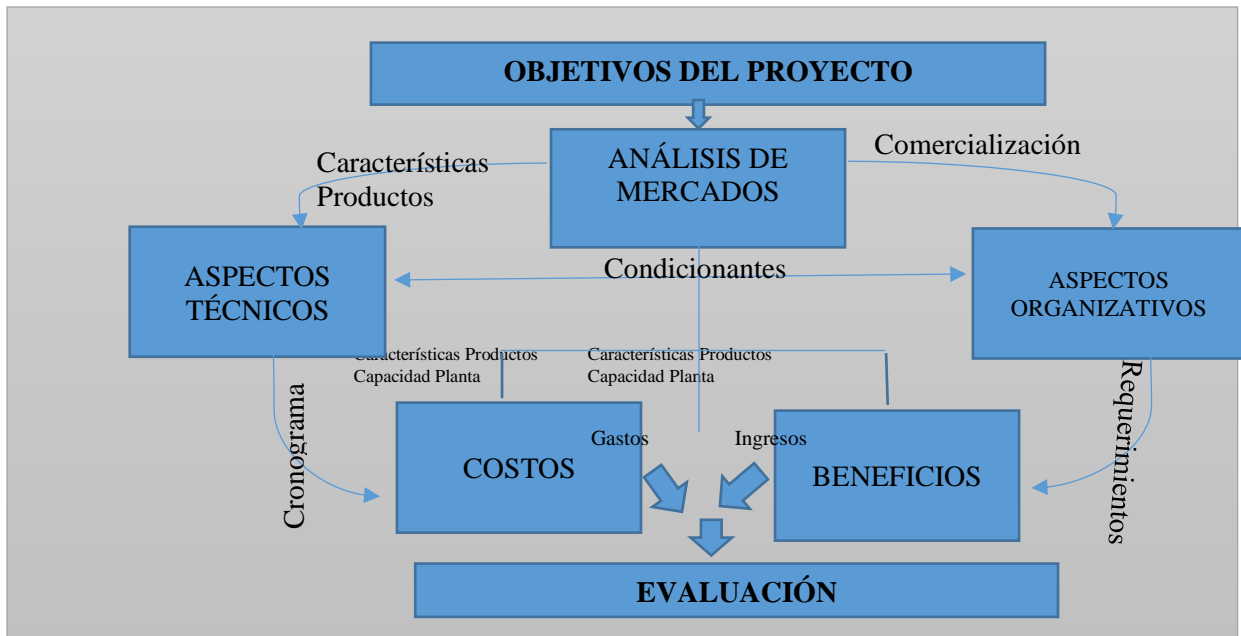 OBJETIVOS DEL PROYECTO
Características
Productos
ANÁLISIS DE
MERCADOS
Comercialización
ASPECTOS
TÉCNICOS
Condicionantes
ASPECTOS
ORGANIZATIVOS
Características Productos
Capacidad Planta
Características Productos
Capacidad Planta
Cronograma
Requerimientos
COSTOS
Gastos
Ingresos
BENEFICIOS
EVALUACIÓN